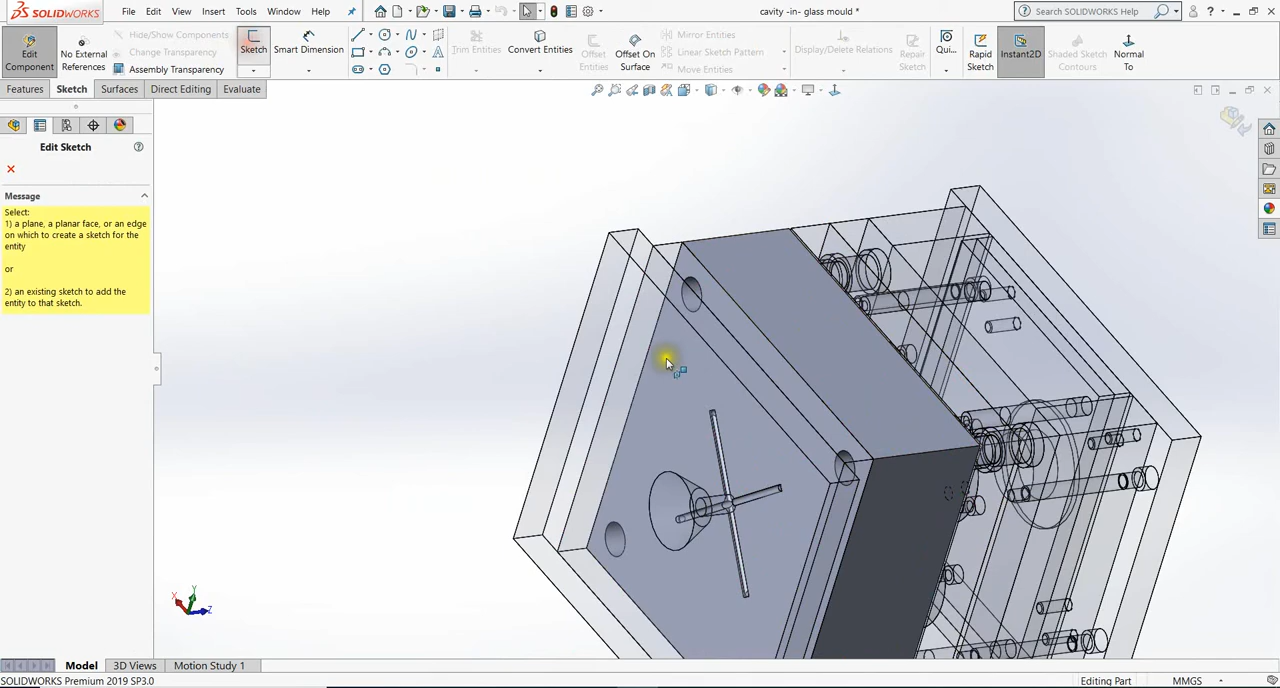 SOLIDWORKS File Edit View Insert Tools Window Help cavity -in- glass mould * SOLIDWORKS Help
Edit Component No External References Hide/Show Components Change Transparency Assembly Transparency Sketch Smart Dimension Trim Entities Convert Entities Offset Entities Offset On Surface Mirror Entities Linear Sketch Pattern Move Entities Display/Delete Relations Repair Sketch Qui... Rapid Sketch Instant2D Shaded Sketch Contours Normal To
Features Sketch Surfaces Direct Editing Evaluate
Edit Sketch
Message
Select:
1) a plane, a planar face, or an edge
on which to create a sketch for the
entity
or
2) an existing sketch to add the
entity to that sketch.
Y
X Z
Model 3D Views Motion Study 1
SOLIDWORKS Premium 2019 SP3.0 Editing Part MMGS